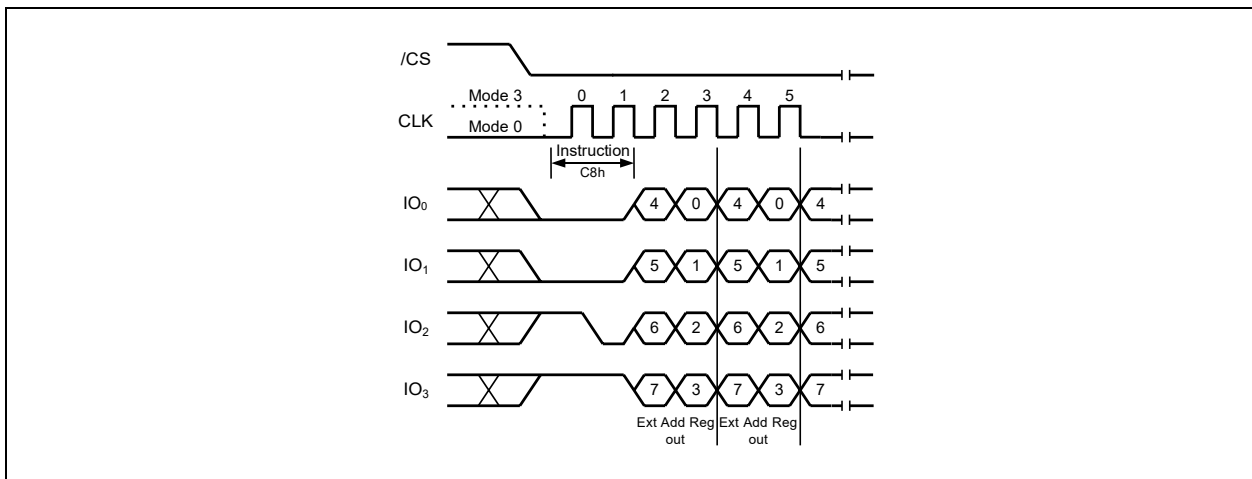 /CS
Mode 3 0 1 2 3 4 5
CLK
Mode 0
Instruction
C8h
IO₀ 4 0 4 0 4
IO₁ 5 1 5 1 5
IO₂ 6 2 6 2 6
IO₃ 7 3 7 3 7
Ext Add Reg Ext Add Reg
out out